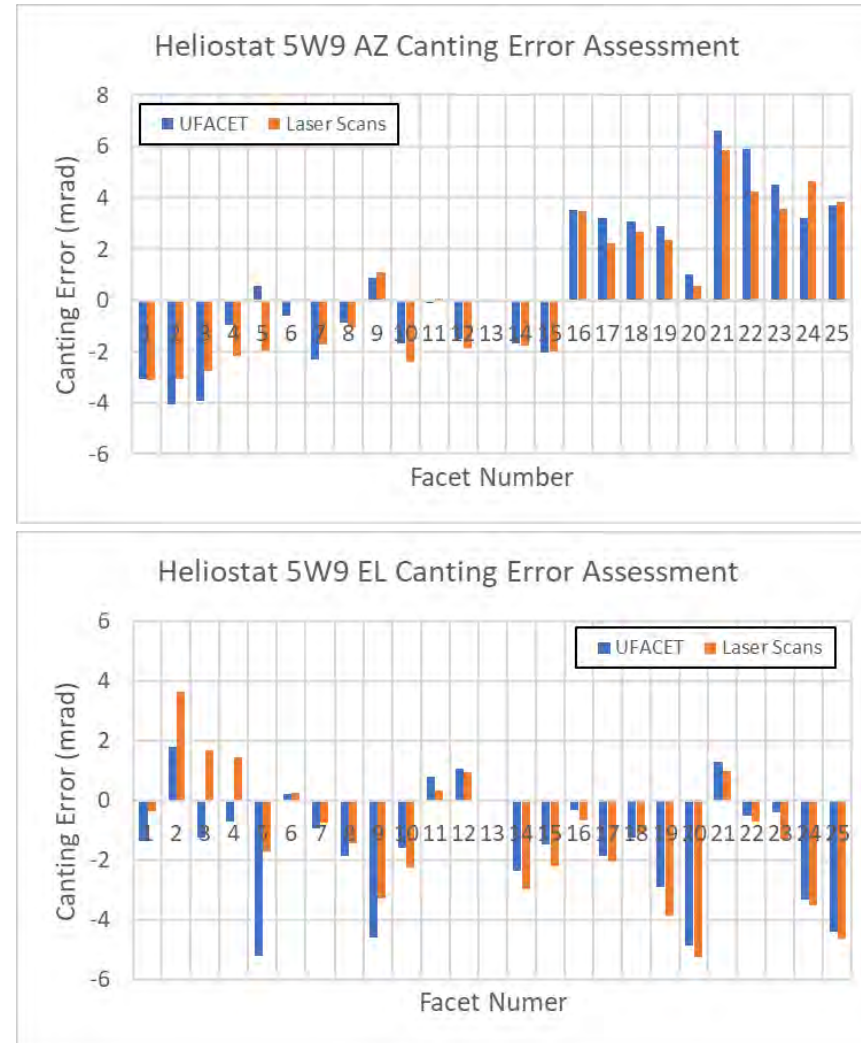 Heliostat 5W9 AZ Canting Error Assessment
8
UFACET Laser Scans
6
4
2
0
1 2 3 4 5 6 7 8 9 10 11 12 13 14 15 16 17 18 19 20 21 22 23 24 25
-2
-4
-6
Canting Error (mrad)
Facet Number
Heliostat 5W9 EL Canting Error Assessment
6
UFACET Laser Scans
4
2
0
1 2 3 4 5 6 7 8 9 10 11 12 13 14 15 16 17 18 19 20 21 22 23 24 25
-2
-4
-6
Canting Error (mrad)
Facet Numer